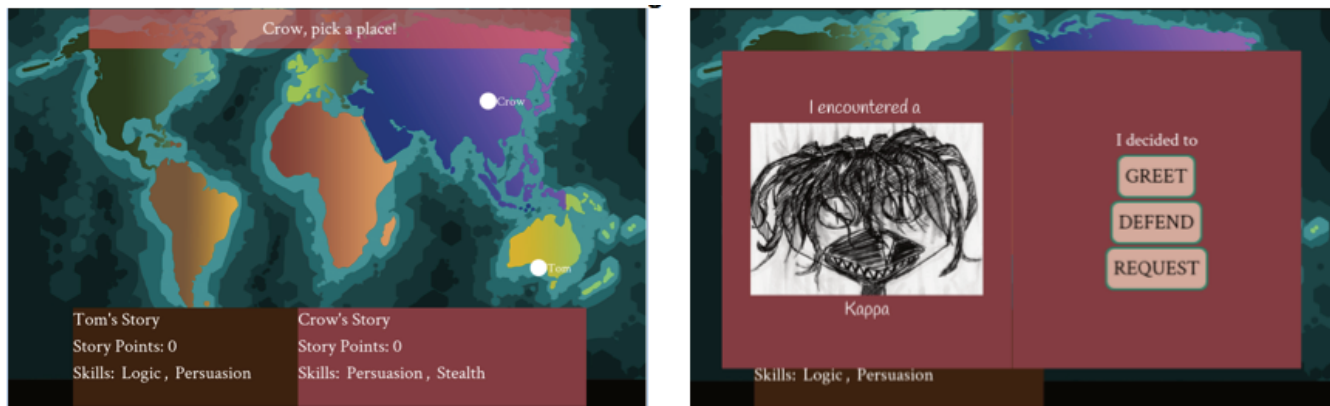 Crow, pick a place!
Crow
Tom
Tom's Story
Story Points: 0
Skills: Logic , Persuasion
Crow's Story
Story Points: 0
Skills: Persuasion , Stealth
I encountered a
Kappa
I decided to
GREET
DEFEND
REQUEST
Skills: Logic , Persuasion